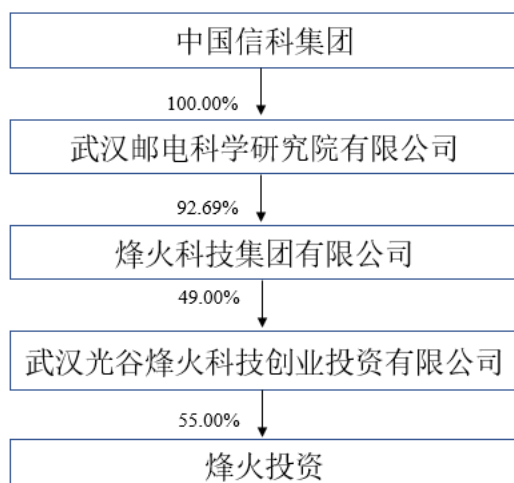 中国信科集团
100.00%
武汉邮电科学研究院有限公司
92.69%
烽火科技集团有限公司
49.00%
武汉光谷烽火科技创业投资有限公司
55.00%
烽火投资